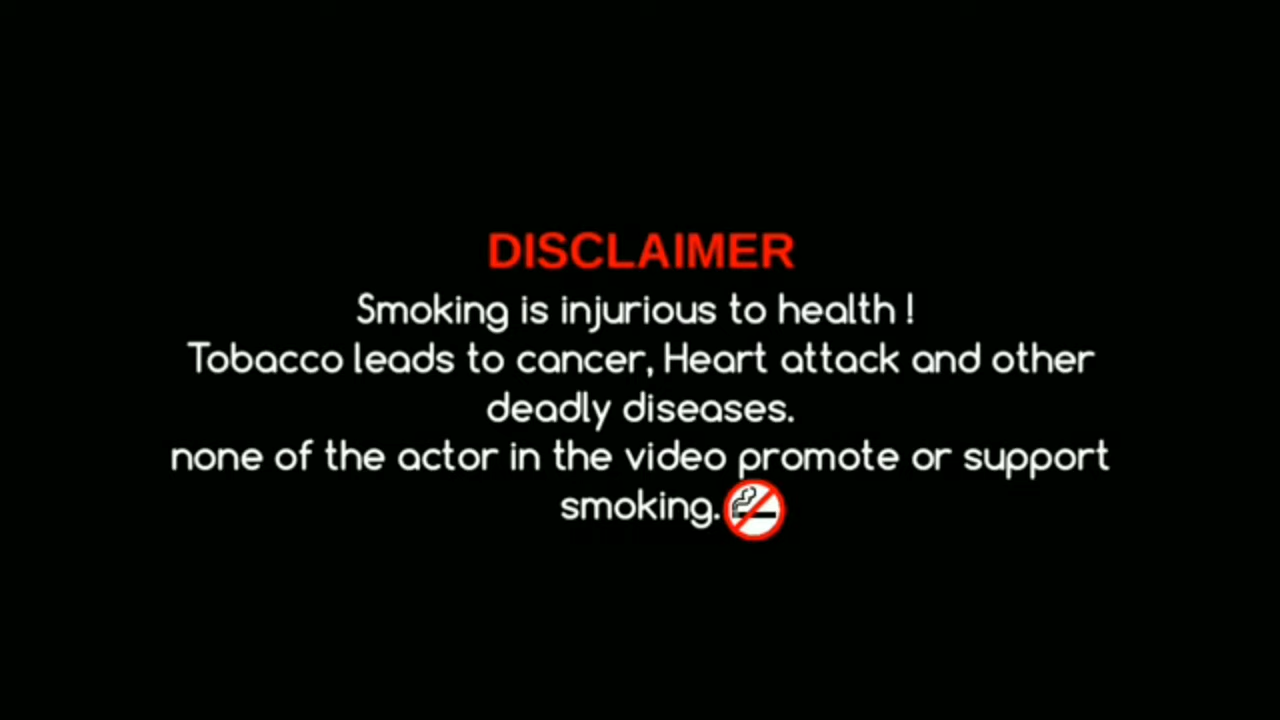 DISCLAIMER
Smoking is injurious to health !
Tobacco leads to cancer, Heart attack and other
deadly diseases.
none of the actor in the video promote or support
smoking.